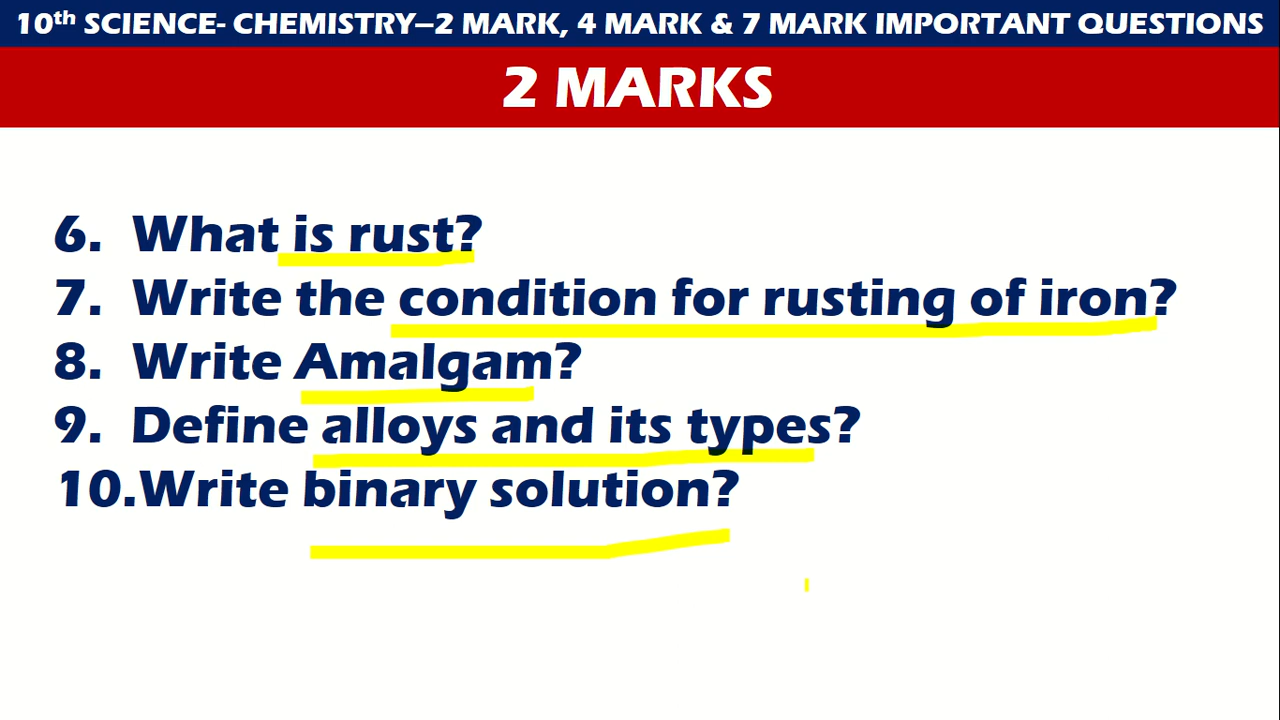 10th SCIENCE- CHEMISTRY–2 MARK, 4 MARK & 7 MARK IMPORTANT QUESTIONS
2 MARKS
6. What is rust?
7. Write the condition for rusting of iron?
8. Write Amalgam?
9. Define alloys and its types?
10.Write binary solution?